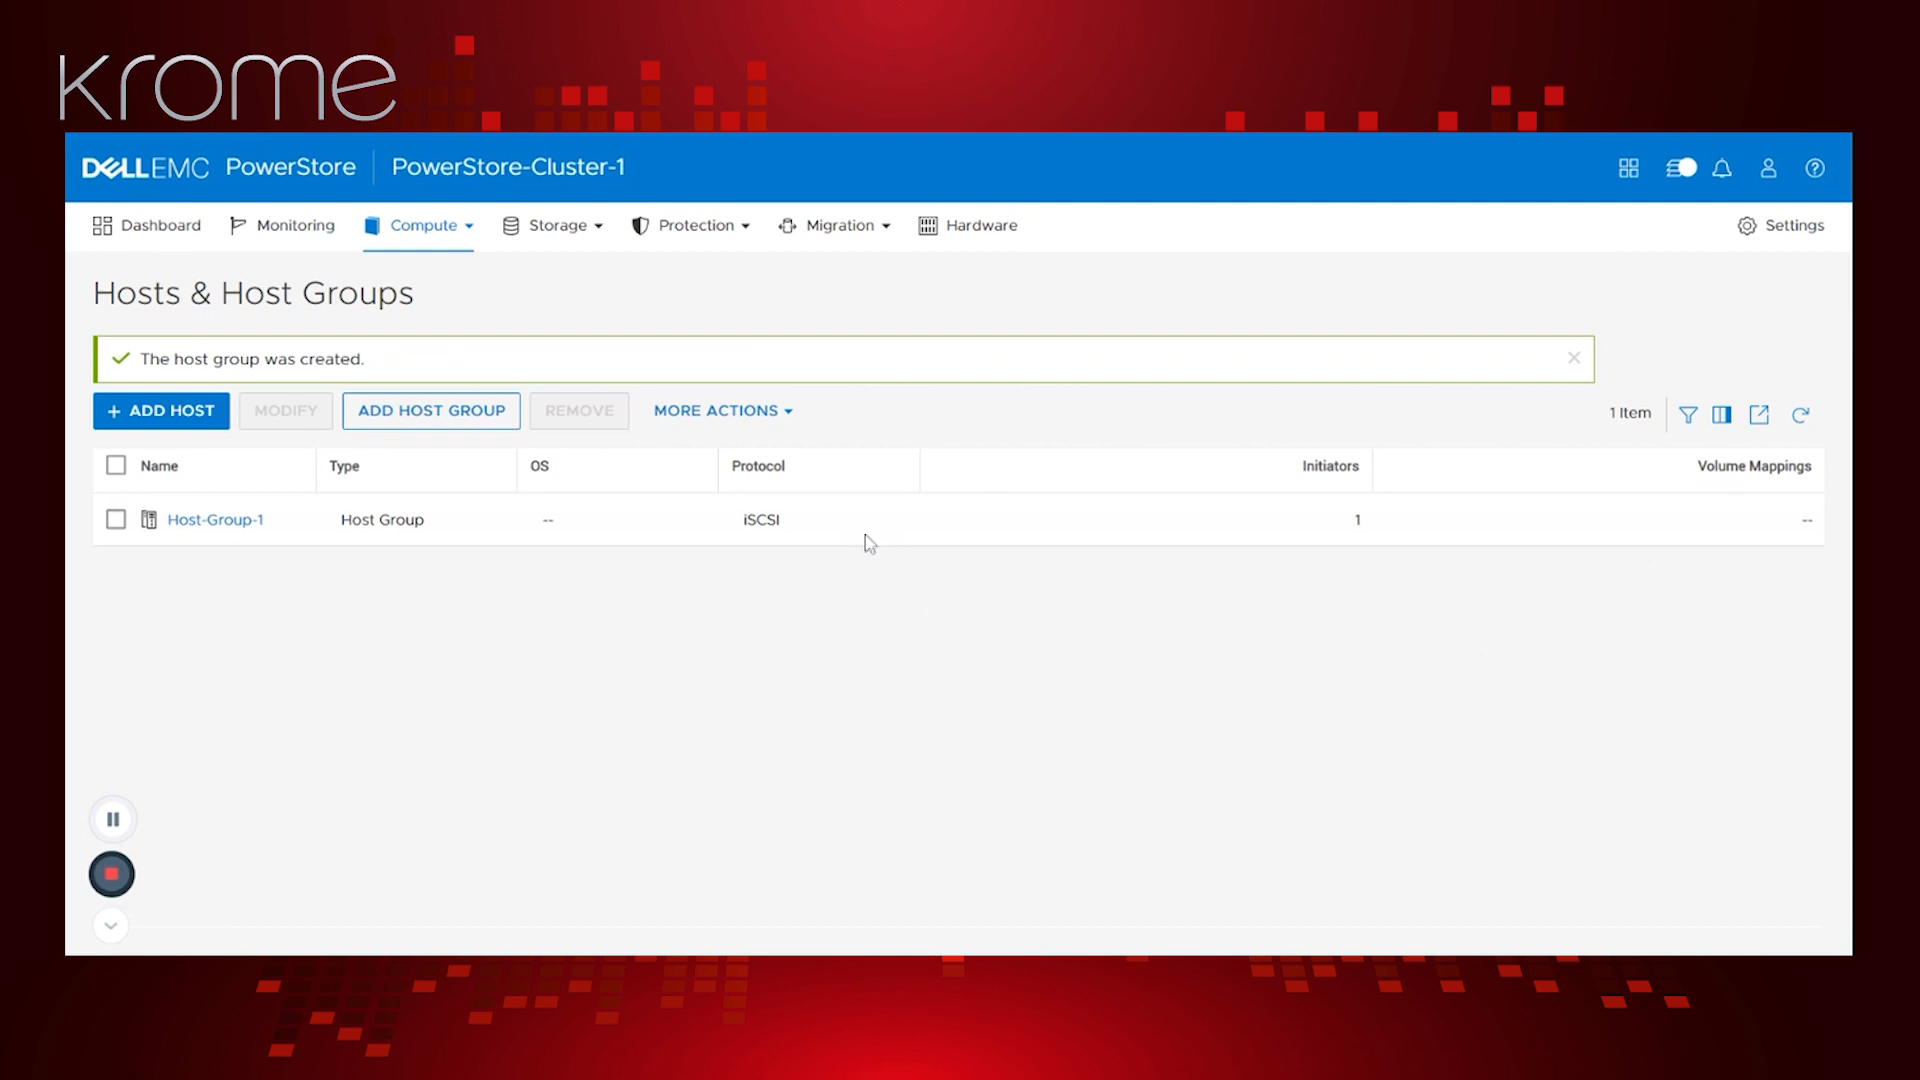 krome
DELLEMC PowerStore PowerStore-Cluster-1
Dashboard Monitoring Compute Storage Protection Migration Hardware Settings
Hosts & Host Groups
The host group was created.
+ ADD HOST MODIFY ADD HOST GROUP REMOVE MORE ACTIONS 1 Item
Name Type OS Protocol Initiators Volume Mappings
Host-Group-1 Host Group -- iSCSI 1 --